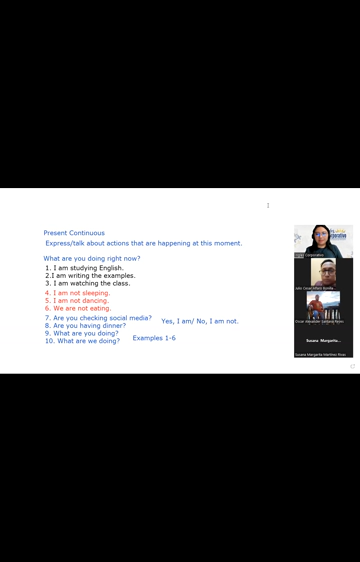 Present Continuous
Express/talk about actions that are happening at this moment.
What are you doing right now?
1. I am studying English.
2.I am writing the examples.
3. I am watching the class.
4. I am not sleeping.
5. I am not dancing.
6. We are not eating.
7. Are you checking social media?
Yes, I am/ No, I am not.
8. Are you having dinner?
9. What are you doing?
10. What are we doing?
Examples 1-6
Susana Margarita...
Susana Margarita Martínez Rivas